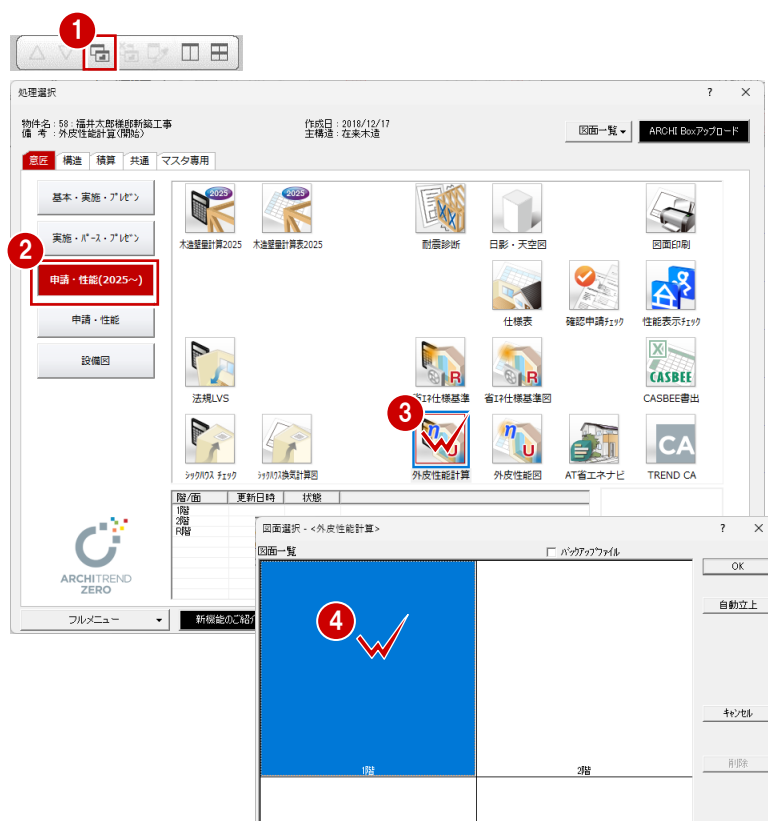 1
処理選択
? ×
物件名：58：福井太郎様邸新築工事
備　考：外皮性能計算(開始)
作成日：2018/12/17
主構造：在来木造
図面一覧
ARCHI Boxアップロード
意匠 構造 積算 共通 マスタ専用
基本・実施・プレゼン
実施・パース・プレゼン
2
申請・性能(2025～)
申請・性能
設備図
2025 2025
木造壁量計算2025 木造壁量計算表2025 耐震診断 日影・天空図 図面印刷
仕様表 確認申請チェック 性能表示チェック
法規LVS 省エネ仕様基準 省エネ仕様基準図 CASBEE書出
3
シックハウス チェック シックハウス換気計算図 外皮性能計算 外皮性能図 AT省エネナビ TREND CA
階/面 更新日時 状態
1階
2階
R階
ARCHITREND
ZERO
フルメニュー
新機能のご紹介
図面選択 - <外皮性能計算>
? ×
図面一覧
バックアップファイル
OK
自動立上
4
キャンセル
削除
1階 2階